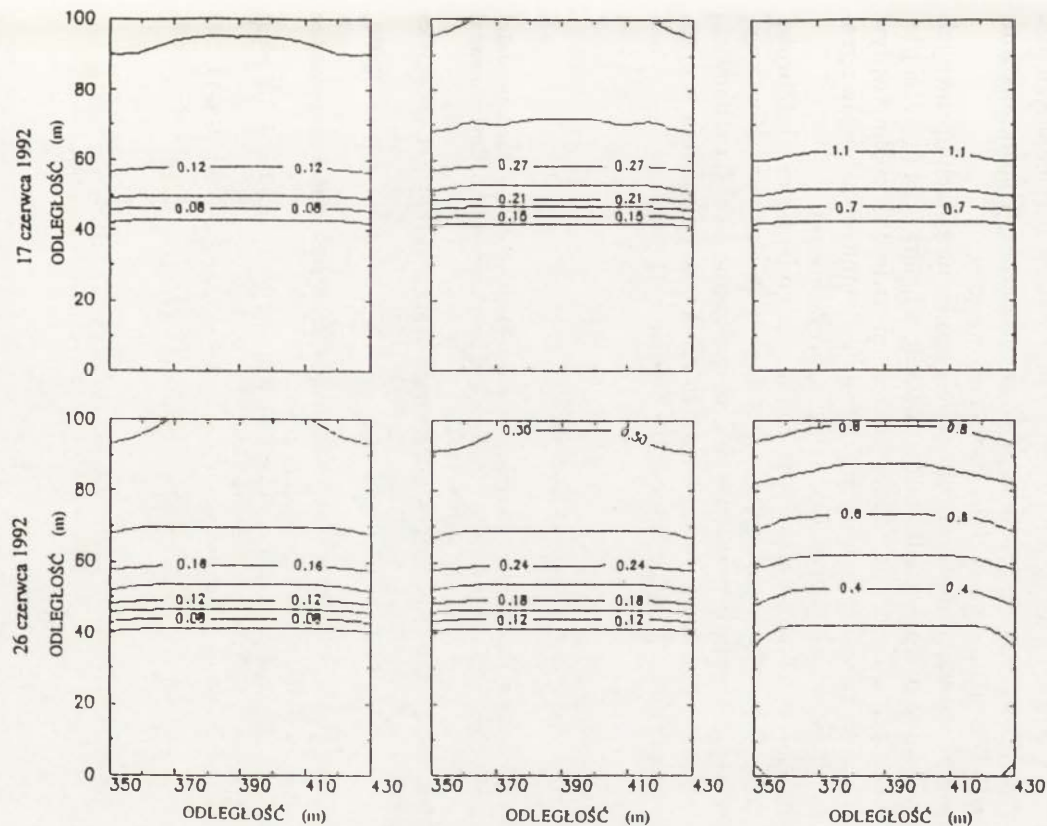 17 czerwca 1992
ODLEGŁOŚĆ (m)
100
80
60
40
20
0
0.12 0.12
0.08 0.08
0.27 0.27
0.21 0.21
0.15 0.15
1.1 1.1
0.7 0.7
26 czerwca 1992
ODLEGŁOŚĆ (m)
100
80
60
40
20
0
0.16 0.16
0.12 0.12
0.08 0.08
350 370 390 410 430
ODLEGŁOŚĆ (m)
0.30 0.30
0.24 0.24
0.18 0.18
0.12 0.12
350 370 390 410 430
ODLEGŁOŚĆ (m)
0.8 0.8
0.6 0.6
0.4 0.4
350 370 390 410 430
ODLEGŁOŚĆ (m)